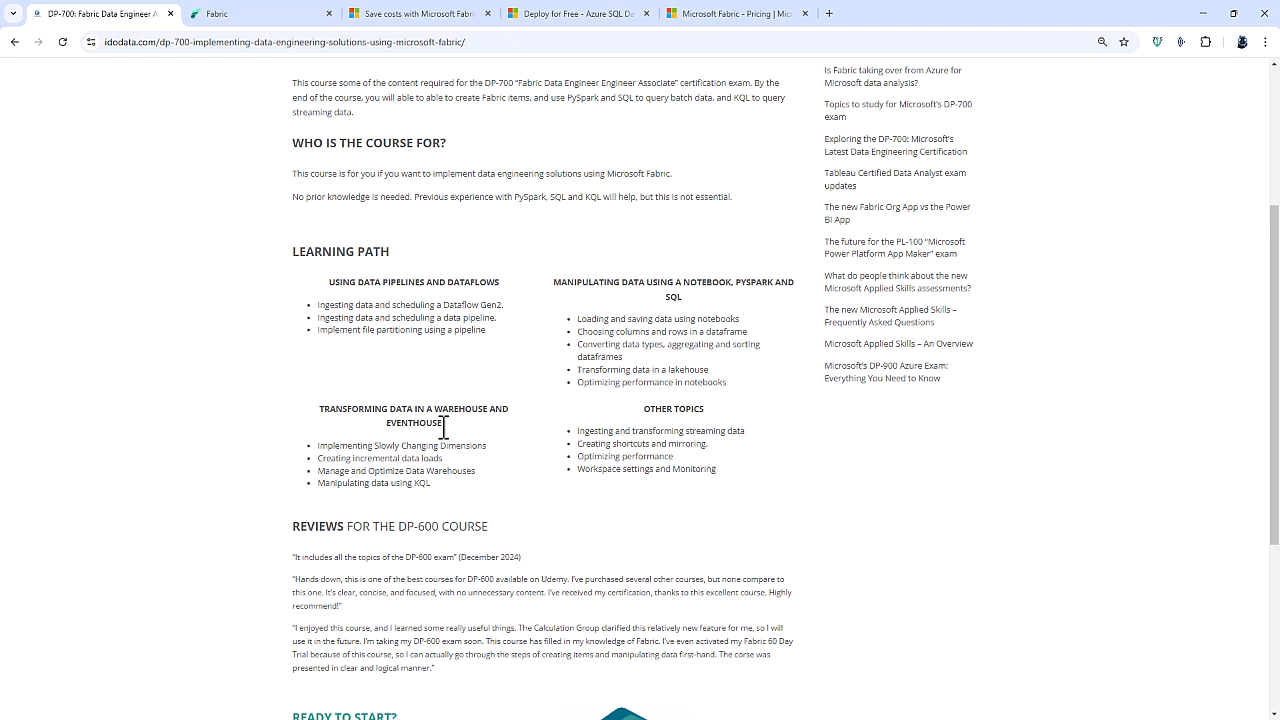 DP-700: Fabric Data Engineer A
Fabric
Save costs with Microsoft Fabri
Deploy for Free - Azure SQL Da
Microsoft Fabric - Pricing | Mic
idodata.com/dp-700-implementing-data-engineering-solutions-using-microsoft-fabric/
This course some of the content required for the DP-700 “Fabric Data Engineer Engineer Associate” certification exam. By the
end of the course, you will able to able to create Fabric items, and use PySpark and SQL to query batch data, and KQL to query
streaming data.
WHO IS THE COURSE FOR?
This course is for you if you want to implement data engineering solutions using Microsoft Fabric.
No prior knowledge is needed. Previous experience with PySpark, SQL and KQL will help, but this is not essential.
LEARNING PATH
USING DATA PIPELINES AND DATAFLOWS
• Ingesting data and scheduling a Dataflow Gen2.
• Ingesting data and scheduling a data pipeline.
• Implement file partitioning using a pipeline
MANIPULATING DATA USING A NOTEBOOK, PYSPARK AND
SQL
• Loading and saving data using notebooks
• Choosing columns and rows in a dataframe
• Converting data types, aggregating and sorting
dataframes
• Transforming data in a lakehouse
• Optimizing performance in notebooks
TRANSFORMING DATA IN A WAREHOUSE AND
EVENTHOUSE
• Implementing Slowly Changing Dimensions
• Creating incremental data loads
• Manage and Optimize Data Warehouses
• Manipulating data using KQL
OTHER TOPICS
• Ingesting and transforming streaming data
• Creating shortcuts and mirroring.
• Optimizing performance
• Workspace settings and Monitoring
REVIEWS FOR THE DP-600 COURSE
“It includes all the topics of the DP-600 exam” (December 2024)
“Hands down, this is one of the best courses for DP-600 available on Udemy. I’ve purchased several other courses, but none compare to
this one. It’s clear, concise, and focused, with no unnecessary content. I’ve received my certification, thanks to this excellent course. Highly
recommend!”
“I enjoyed this course, and I learned some really useful things. The Calculation Group clarified this relatively new feature for me, so I will
use it in the future. I’m taking my DP-600 exam soon. This course has filled in my knowledge of Fabric. I’ve even activated my Fabric 60 Day
Trial because of this course, so I can actually go through the steps of creating items and manipulating data first-hand. The corse was
presented in clear and logical manner.”
READY TO START?
Is Fabric taking over from Azure for
Microsoft data analysis?
Topics to study for Microsoft’s DP-700
exam
Exploring the DP-700: Microsoft’s
Latest Data Engineering Certification
Tableau Certified Data Analyst exam
updates
The new Fabric Org App vs the Power
BI App
The future for the PL-100 “Microsoft
Power Platform App Maker” exam
What do people think about the new
Microsoft Applied Skills assessments?
The new Microsoft Applied Skills –
Frequently Asked Questions
Microsoft Applied Skills – An Overview
Microsoft’s DP-900 Azure Exam:
Everything You Need to Know